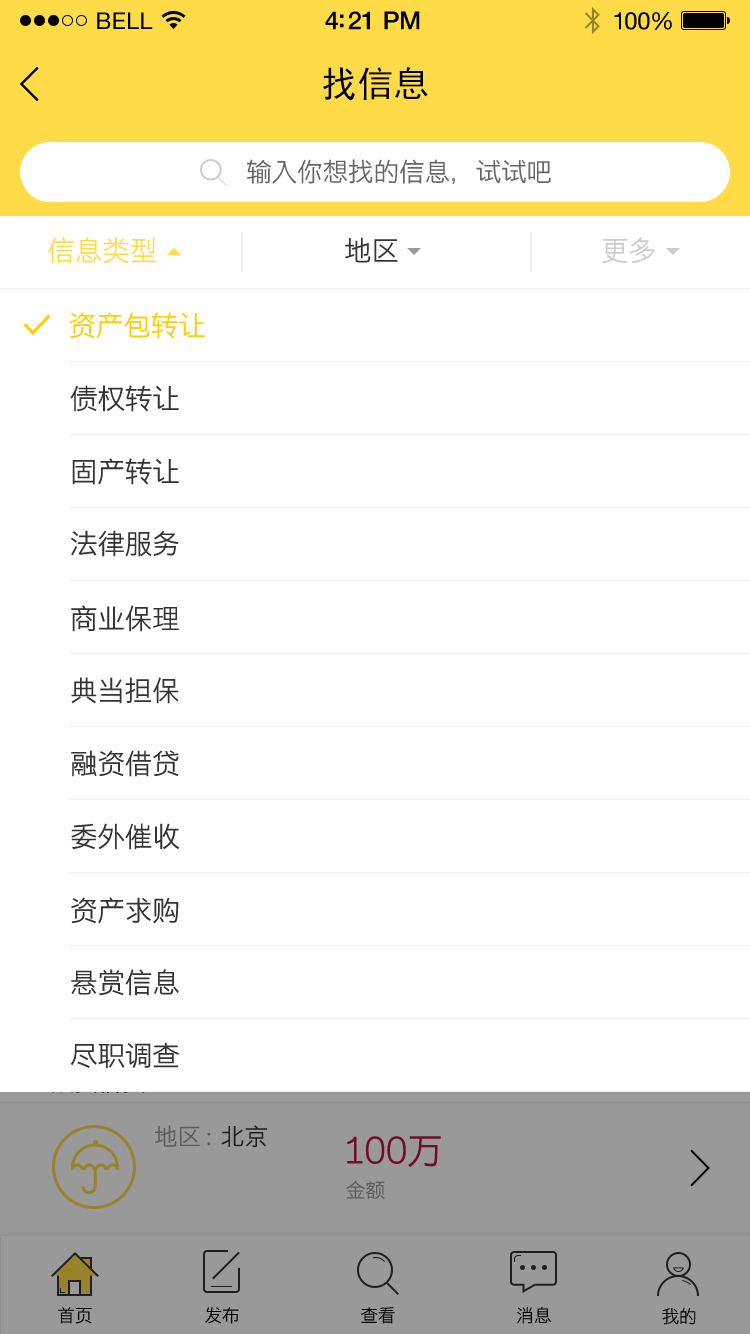 BELL 4:21 PM 100%
找信息
输入你想找的信息，试试吧
信息类型 地区 更多
资产包转让
债权转让
固产转让
法律服务
商业保理
典当担保
融资借贷
委外催收
资产求购
悬赏信息
尽职调查
地区：北京 100万
金额
首页 发布 查看 消息 我的